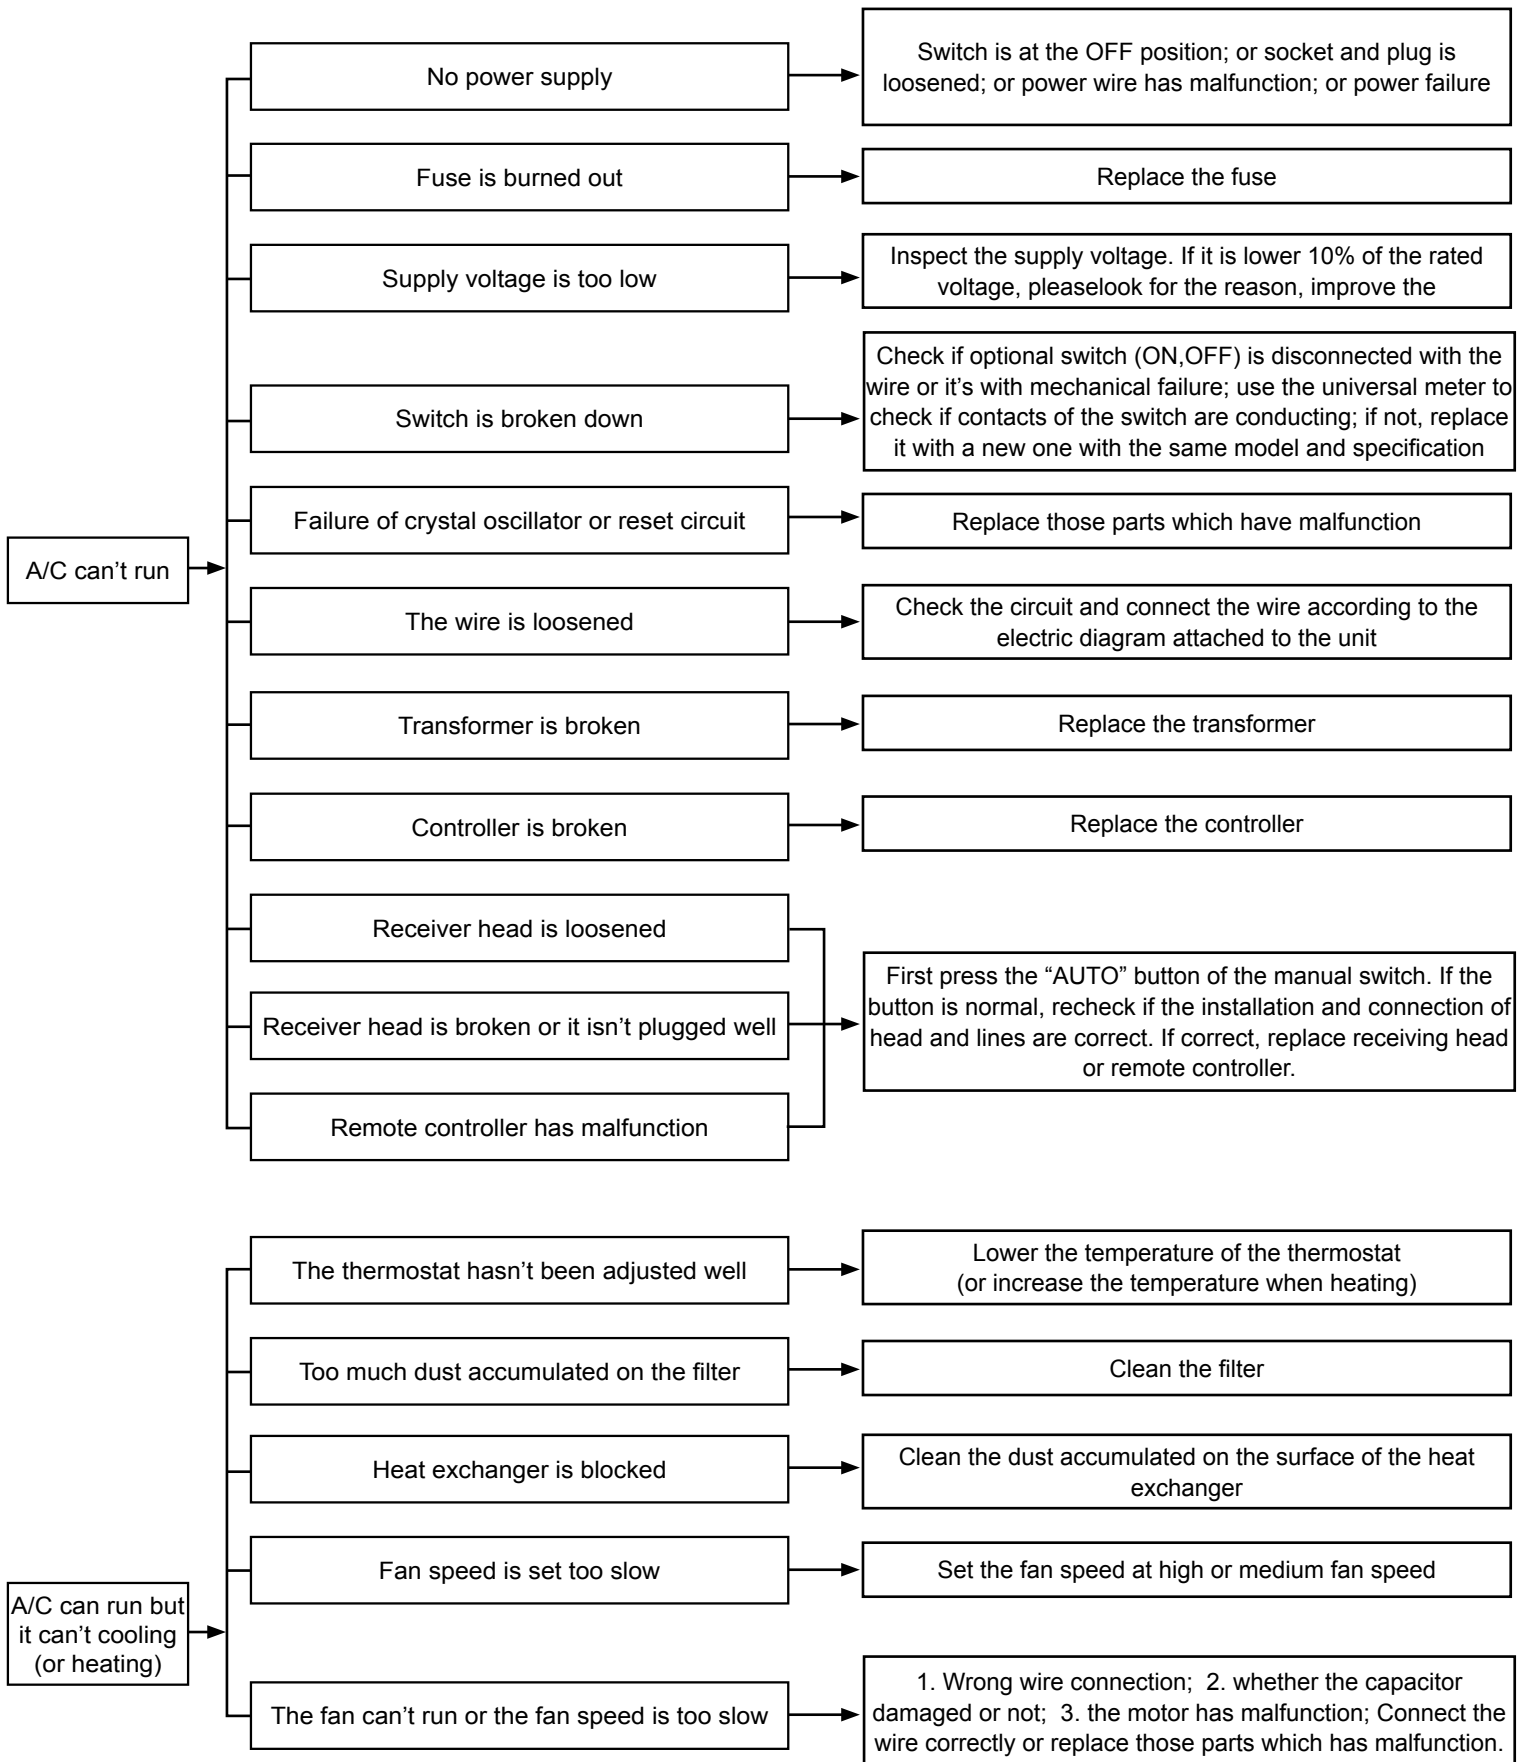 No power supply
Switch is at the OFF position; or socket and plug is
loosened; or power wire has malfunction; or power failure
Fuse is burned out
Replace the fuse
Supply voltage is too low
Inspect the supply voltage. If it is lower 10% of the rated
voltage, pleaselook for the reason, improve the
Switch is broken down
Check if optional switch (ON,OFF) is disconnected with the
wire or it’s with mechanical failure; use the universal meter to
check if contacts of the switch are conducting; if not, replace
it with a new one with the same model and specification
Failure of crystal oscillator or reset circuit
Replace those parts which have malfunction
A/C can’t run
The wire is loosened
Check the circuit and connect the wire according to the
electric diagram attached to the unit
Transformer is broken
Replace the transformer
Controller is broken
Replace the controller
Receiver head is loosened
Receiver head is broken or it isn’t plugged well
Remote controller has malfunction
First press the “AUTO” button of the manual switch. If the
button is normal, recheck if the installation and connection of
head and lines are correct. If correct, replace receiving head
or remote controller.
The thermostat hasn’t been adjusted well
Lower the temperature of the thermostat
(or increase the temperature when heating)
Too much dust accumulated on the filter
Clean the filter
Heat exchanger is blocked
Clean the dust accumulated on the surface of the heat
exchanger
Fan speed is set too slow
Set the fan speed at high or medium fan speed
A/C can run but
it can’t cooling
(or heating)
The fan can’t run or the fan speed is too slow
1. Wrong wire connection; 2. whether the capacitor
damaged or not; 3. the motor has malfunction; Connect the
wire correctly or replace those parts which has malfunction.